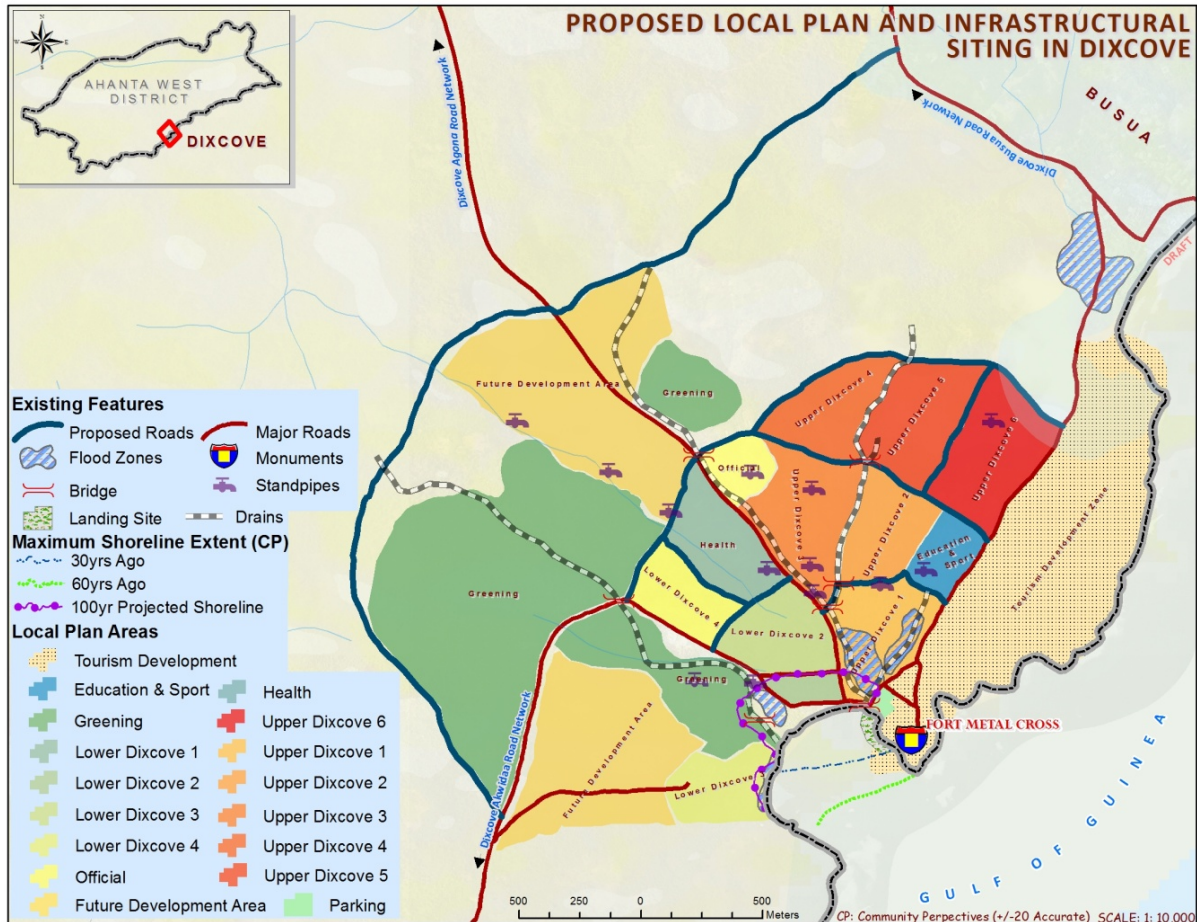 PROPOSED LOCAL PLAN AND INFRASTRUCTURAL
SITING IN DIXCOVE
N
W
E
S
AHANTA WEST
DISTRICT
DIXCOVE
Dixcove Agona Road Network
Dixcove Busua Road Network
BUSUA
DRAFT
Future Development Area
Greening
Upper Dixcove 4
Upper Dixcove 5
Upper Dixcove 6
Official
Upper Dixcove
Upper Dixcove 2
Education
&
Sport
Health
Tourism Development Zone
Greening
Lower Dixcove 4
Lower Dixcove 2
Upper Dixcove 1
Greening
Future Development Area
Lower Dixcove
Dixcove Akwidaa Road Network
FORT METAL CROSS
GULF OF GUINEA
Existing Features
Proposed Roads
Major Roads
Flood Zones
Monuments
Bridge
Standpipes
Landing Site
Drains
Maximum Shoreline Extent (CP)
30yrs Ago
60yrs Ago
100yr Projected Shoreline
Local Plan Areas
Tourism Development
Education & Sport
Health
Greening
Upper Dixcove 6
Lower Dixcove 1
Upper Dixcove 1
Lower Dixcove 2
Upper Dixcove 2
Lower Dixcove 3
Upper Dixcove 3
Lower Dixcove 4
Upper Dixcove 4
Official
Upper Dixcove 5
Future Development Area
Parking
500 250 0 500
Meters
CP: Community Perpectives (+/-20 Accurate) SCALE: 1: 10,000